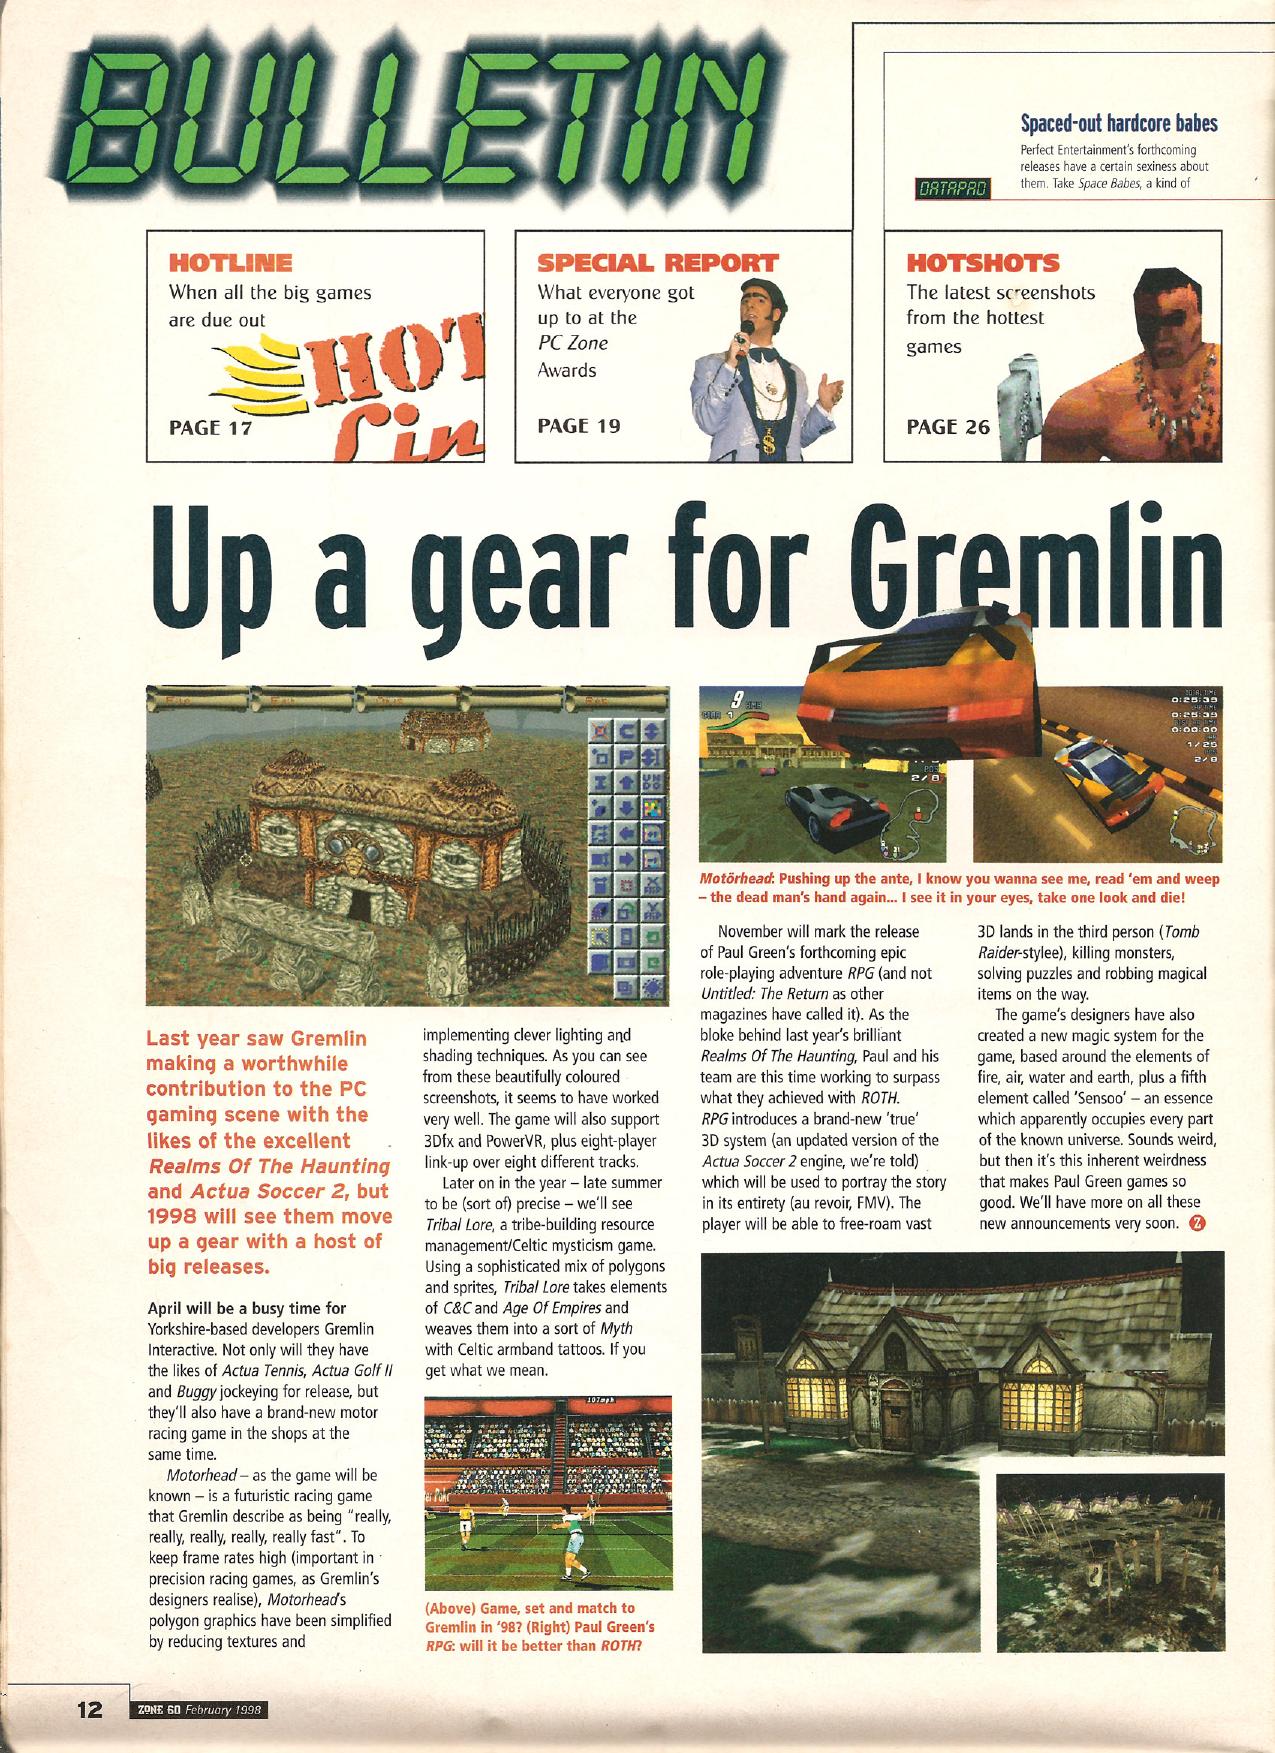 BULLETIN
DATAPAD
Spaced-out hardcore babes
Perfect Entertainment's forthcoming
releases have a certain sexiness about
them. Take Space Babes, a kind of
HOTLINE
When all the big games
are due out
HOT
Lin
PAGE 17
SPECIAL REPORT
What everyone got
up to at the
PC Zone
Awards
PAGE 19
HOTSHOTS
The latest screenshots
from the hottest
games
PAGE 26
Up a gear for Gremlin
9
GEAR 1
POS
2/8
0:25:39
0:25:39
0:00:00
1/25
2/8
Motörhead: Pushing up the ante, I know you wanna see me, read 'em and weep
– the dead man's hand again... I see it in your eyes, take one look and die!
Last year saw Gremlin
making a worthwhile
contribution to the PC
gaming scene with the
likes of the excellent
Realms Of The Haunting
and Actua Soccer 2, but
1998 will see them move
up a gear with a host of
big releases.
April will be a busy time for
Yorkshire-based developers Gremlin
Interactive. Not only will they have
the likes of Actua Tennis, Actua Golf II
and Buggy jockeying for release, but
they'll also have a brand-new motor
racing game in the shops at the
same time.
Motorhead – as the game will be
known – is a futuristic racing game
that Gremlin describe as being "really,
really, really, really, really fast". To
keep frame rates high (important in
precision racing games, as Gremlin's
designers realise), Motorhead's
polygon graphics have been simplified
by reducing textures and
implementing clever lighting and
shading techniques. As you can see
from these beautifully coloured
screenshots, it seems to have worked
very well. The game will also support
3Dfx and PowerVR, plus eight-player
link-up over eight different tracks.
Later on in the year – late summer
to be (sort of) precise – we'll see
Tribal Lore, a tribe-building resource
management/Celtic mysticism game.
Using a sophisticated mix of polygons
and sprites, Tribal Lore takes elements
of C&C and Age Of Empires and
weaves them into a sort of Myth
with Celtic armband tattoos. If you
get what we mean.
107mph
(Above) Game, set and match to
Gremlin in '98? (Right) Paul Green's
RPG: will it be better than ROTH?
November will mark the release
of Paul Green's forthcoming epic
role-playing adventure RPG (and not
Untitled: The Return as other
magazines have called it). As the
bloke behind last year's brilliant
Realms Of The Haunting, Paul and his
team are this time working to surpass
what they achieved with ROTH.
RPG introduces a brand-new 'true'
3D system (an updated version of the
Actua Soccer 2 engine, we're told)
which will be used to portray the story
in its entirety (au revoir, FMV). The
player will be able to free-roam vast
3D lands in the third person (Tomb
Raider-stylee), killing monsters,
solving puzzles and robbing magical
items on the way.
The game's designers have also
created a new magic system for the
game, based around the elements of
fire, air, water and earth, plus a fifth
element called 'Sensoo' – an essence
which apparently occupies every part
of the known universe. Sounds weird,
but then it's this inherent weirdness
that makes Paul Green games so
good. We'll have more on all these
new announcements very soon. Z
12 ZONE 60 February 1998